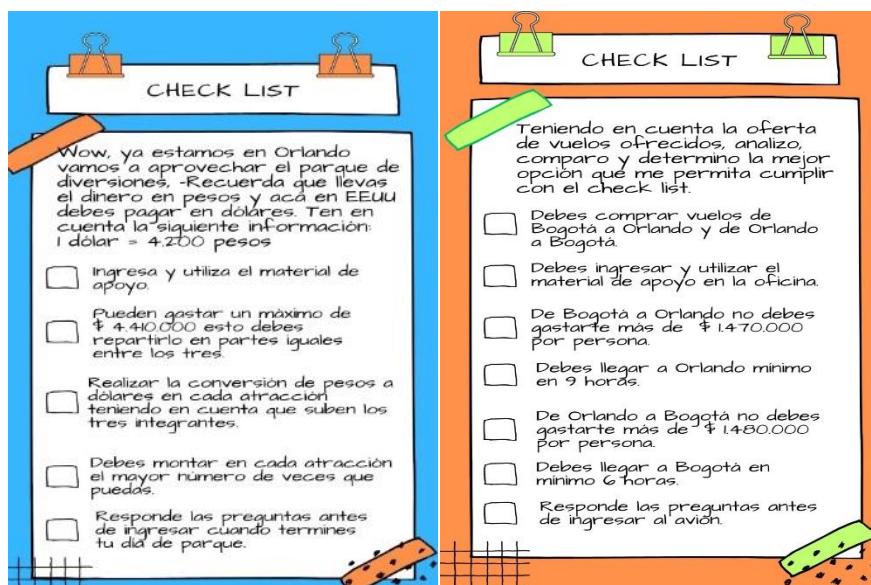 CHECK LIST
Wow, ya estamos en Orlando
vamos a aprovechar el parque de
diversiones, -Recuerda que llevas
el dinero en pesos y acá en EEUU
debes pagar en dólares. Ten en
cuenta la siguiente información:
1 dólar = 4.200 pesos
Ingresa y utiliza el material de
apoyo.
Pueden gastar un máximo de
$ 4.410.000 esto debes
repartirlo en partes iguales
entre los tres.
Realizar la conversión de pesos a
dólares en cada atracción
teniendo en cuenta que suben los
tres integrantes.
Debes montar en cada atracción
el mayor número de veces que
puedas.
Responde las preguntas antes
de ingresar cuando termines
tu día de parque.
CHECK LIST
Teniendo en cuenta la oferta
de vuelos ofrecidos, analizo,
comparo y determino la mejor
opción que me permita cumplir
con el check list.
Debes comprar vuelos de
Bogotá a Orlando y de Orlando
a Bogotá.
Debes ingresar y utilizar el
material de apoyo en la oficina.
De Bogotá a Orlando no debes
gastarte más de $ 1.470.000
por persona.
Debes llegar a Orlando mínimo
en 9 horas.
De Orlando a Bogotá no debes
gastarte más de $ 1.480.000
por persona.
Debes llegar a Bogotá en
mínimo 6 horas.
Responde las preguntas antes
de ingresar al avión.